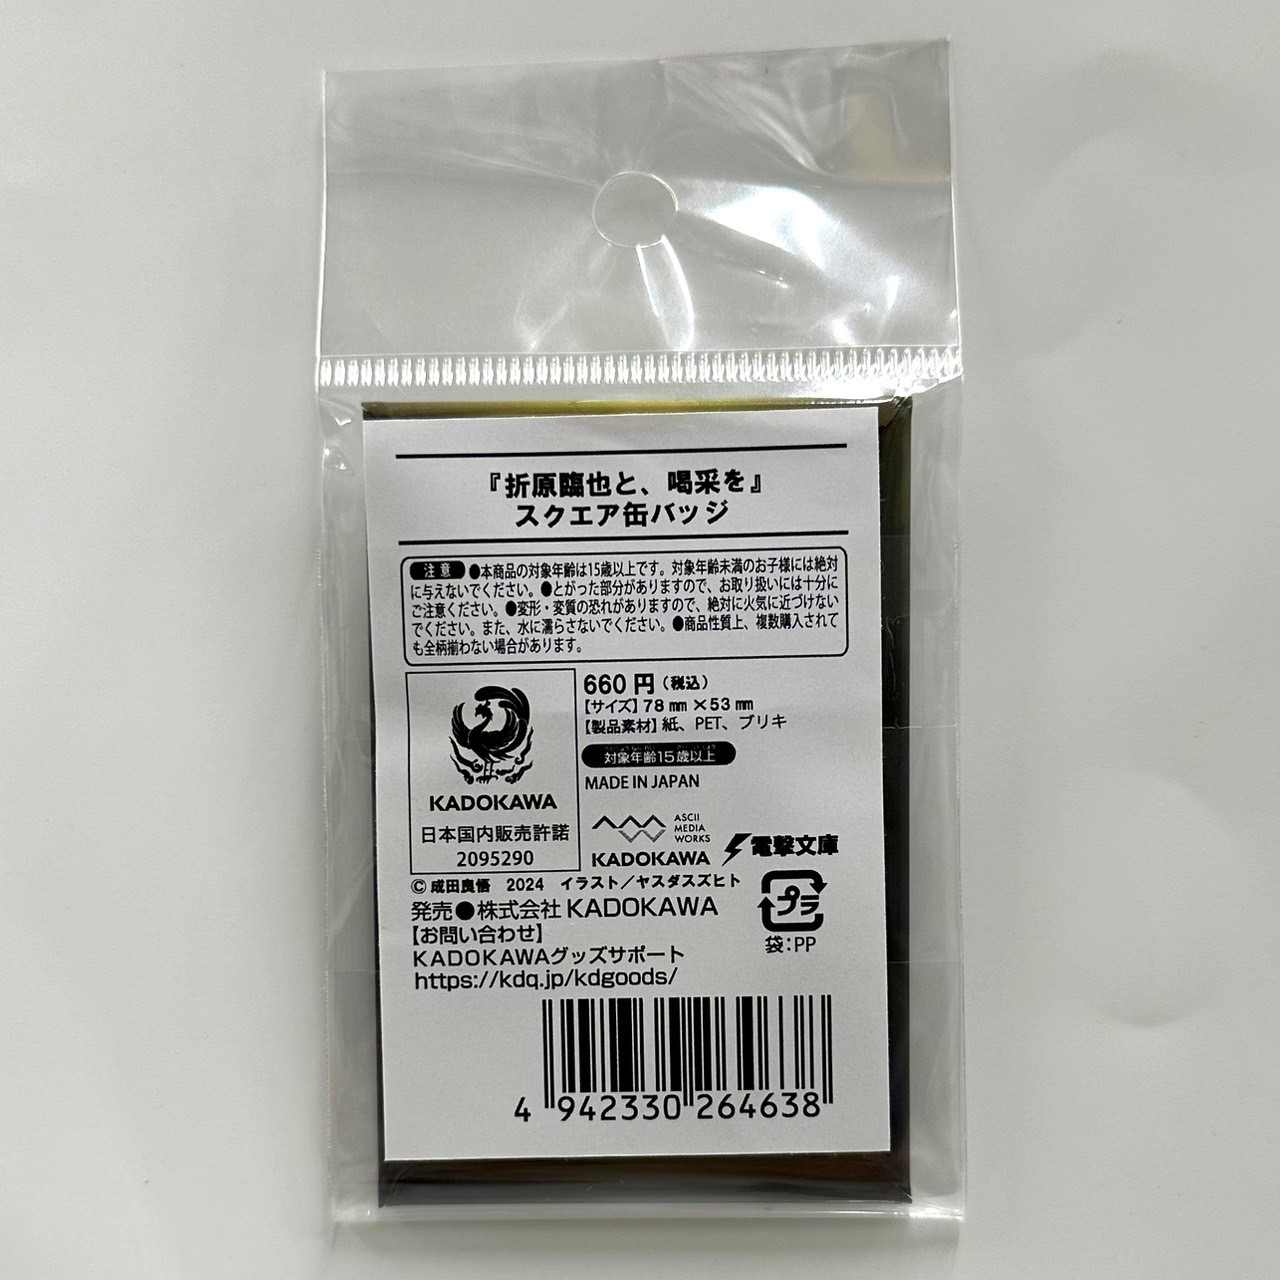 『折原臨也と、喝采を』
スクエア缶バッジ
注意 ●本商品の対象年齢は15歳以上です。対象年齢未満のお子様には絶対
に与えないでください。●とがった部分がありますので、お取り扱いには十分に
ご注意ください。●変形・変質の恐れがありますので、絶対に火気に近づけない
でください。また、水に濡らさないでください。●商品性質上、複数購入されて
も全柄揃わない場合があります。
KADOKAWA
日本国内販売許諾
2095290
660円（税込）
【サイズ】78㎜×53㎜
【製品素材】紙、PET、ブリキ
対象年齢15歳以上
MADE IN JAPAN
ASCII
MEDIA
WORKS
KADOKAWA
電撃文庫
©成田良悟 2024 イラスト／ヤスダスズヒト
発売●株式会社KADOKAWA
【お問い合わせ】
KADOKAWAグッズサポート
https://kdq.jp/kdgoods/
プラ
袋：PP
4 942330 264638